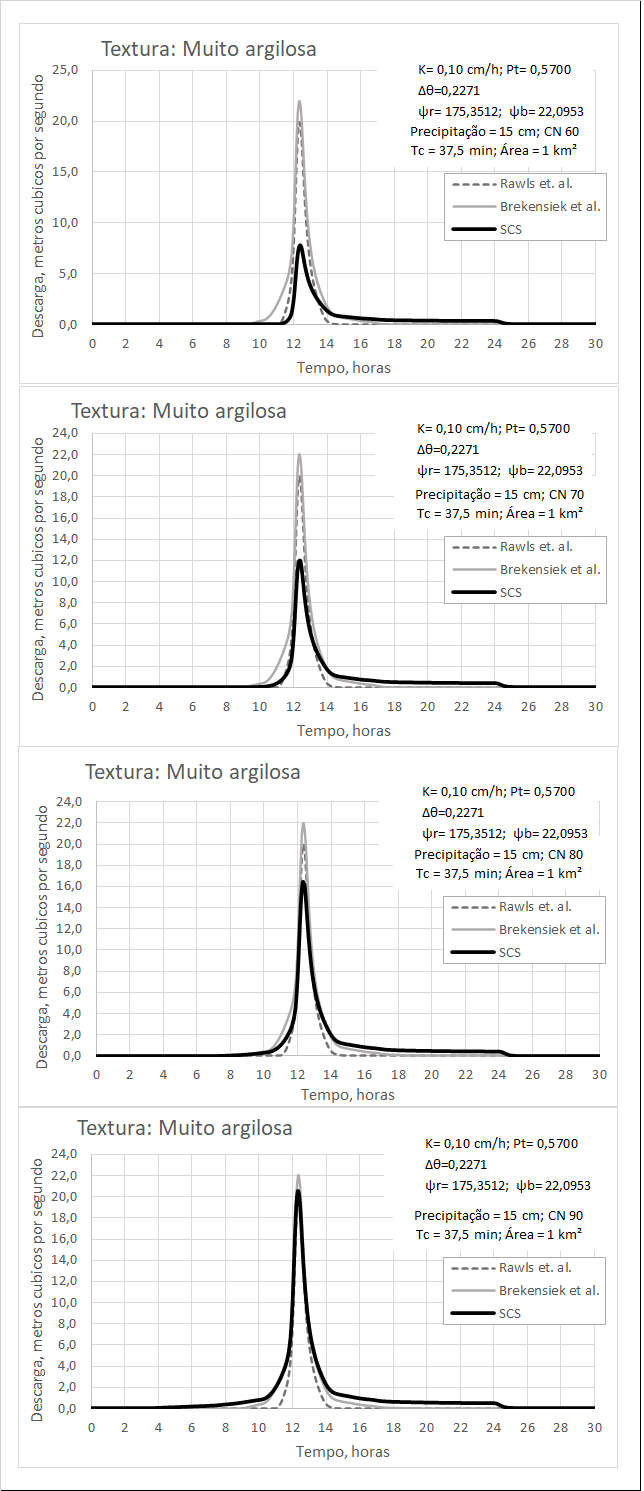 Textura: Muito argilosa
K= 0,10 cm/h; Pt= 0,5700
Δθ=0,2271
ψr= 175,3512; ψb= 22,0953
Precipitação = 15 cm; CN 60
Tc = 37,5 min; Área = 1 km²
Rawls et. al.
Brekensiek et al.
SCS
Descarga, metros cubicos por segundo
25,0
20,0
15,0
10,0
5,0
0,0
0 2 4 6 8 10 12 14 16 18 20 22 24 26 28 30
Tempo, horas
Textura: Muito argilosa
K= 0,10 cm/h; Pt= 0,5700
Δθ=0,2271
ψr= 175,3512; ψb= 22,0953
Precipitação = 15 cm; CN 70
Tc = 37,5 min; Área = 1 km²
Rawls et. al.
Brekensiek et al.
SCS
Descarga, metros cubicos por segundo
24,0
22,0
20,0
18,0
16,0
14,0
12,0
10,0
8,0
6,0
4,0
2,0
0,0
0 2 4 6 8 10 12 14 16 18 20 22 24 26 28 30
Tempo, horas
Textura: Muito argilosa
K= 0,10 cm/h; Pt= 0,5700
Δθ=0,2271
ψr= 175,3512; ψb= 22,0953
Precipitação = 15 cm; CN 80
Tc = 37,5 min; Área = 1 km²
Rawls et. al.
Brekensiek et al.
SCS
Descarga, metros cubicos por segundo
24,0
22,0
20,0
18,0
16,0
14,0
12,0
10,0
8,0
6,0
4,0
2,0
0,0
0 2 4 6 8 10 12 14 16 18 20 22 24 26 28 30
Tempo, horas
Textura: Muito argilosa
K= 0,10 cm/h; Pt= 0,5700
Δθ=0,2271
ψr= 175,3512; ψb= 22,0953
Precipitação = 15 cm; CN 90
Tc = 37,5 min; Área = 1 km²
Rawls et. al.
Brekensiek et al.
SCS
Descarga, metros cubicos por segundo
24,0
22,0
20,0
18,0
16,0
14,0
12,0
10,0
8,0
6,0
4,0
2,0
0,0
0 2 4 6 8 10 12 14 16 18 20 22 24 26 28 30
Tempo, horas